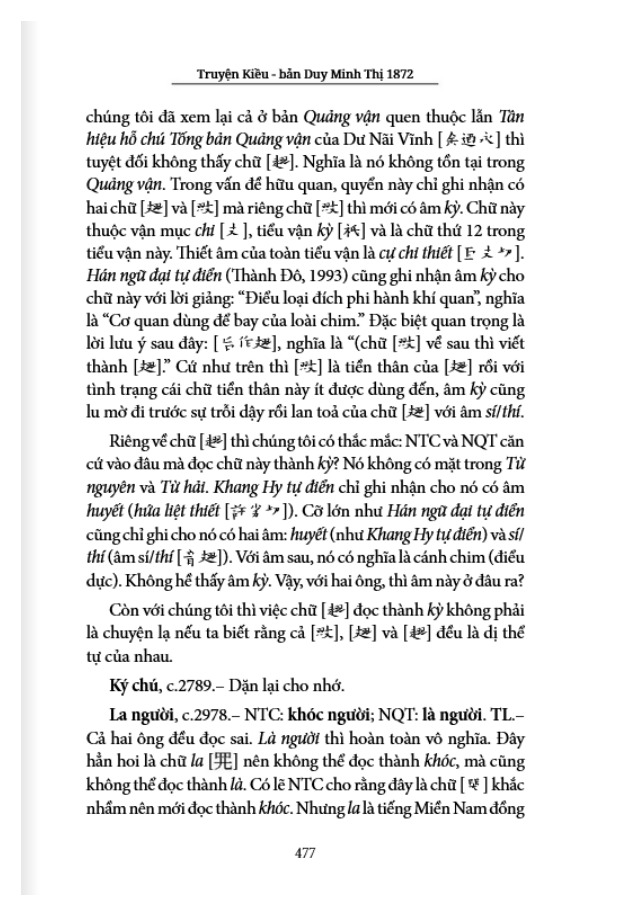 Truyện Kiều - bản Duy Minh Thị 1872
chúng tôi đã xem lại cả ở bản Quảng vận quen thuộc lẫn Tân
hiệu hỗ chú Tống bản Quảng vận của Dư Nãi Vĩnh [ ] thì
tuyệt đối không thấy chữ [ ]. Nghĩa là nó không tồn tại trong
Quảng vận. Trong vấn đề hữu quan, quyển này chỉ ghi nhận có
hai chữ [翅] và [ ] mà riêng chữ [ ] thì mới có âm kỳ. Chữ này
thuộc vận mục chi [支], tiểu vận kỳ [祇] và là chữ thứ 12 trong
tiểu vận này. Thiết âm của toàn tiểu vận là cự chi thiết [巨支切].
Hán ngữ đại tự điển (Thành Đô, 1993) cũng ghi nhận âm kỳ cho
chữ này với lời giảng: “Điểu loại đích phi hành khí quan”, nghĩa
là “Cơ quan dùng để bay của loài chim.” Đặc biệt quan trọng là
lời lưu ý sau đây: [后作翅], nghĩa là “(chữ [ ] về sau thì viết
thành [翅].” Cứ như trên thì [ ] là tiền thân của [翅] rồi với
tình trạng cái chữ tiền thân này ít được dùng đến, âm kỳ cũng
lu mờ đi trước sự trỗi dậy rồi lan toả của chữ [翅] với âm sí/thí.
Riêng về chữ [ ] thì chúng tôi có thắc mắc: NTC và NQT căn
cứ vào đâu mà đọc chữ này thành kỳ? Nó không có mặt trong Từ
nguyên và Từ hải. Khang Hy tự điển chỉ ghi nhận cho nó có âm
huyết (hứa liệt thiết [ ]). Cỡ lớn như Hán ngữ đại tự điển
cũng chỉ ghi cho nó có hai âm: huyết (như Khang Hy tự điển) và sí/
thí (âm sí/thí [音翅]). Với âm sau, nó có nghĩa là cánh chim (điểu
dực). Không hề thấy âm kỳ. Vậy, với hai ông, thì âm này ở đâu ra?
Còn với chúng tôi thì việc chữ [ ] đọc thành kỳ không phải
là chuyện lạ nếu ta biết rằng cả [ ], [翅] và [ ] đều là dị thể
tự của nhau.
Ký chú, c.2789.– Dặn lại cho nhớ.
La người, c.2978.– NTC: khóc người; NQT: là người. TL.–
Cả hai ông đều đọc sai. Là người thì hoàn toàn vô nghĩa. Đây
hẳn hoi là chữ la [ ] nên không thể đọc thành khóc, mà cũng
không thể đọc thành là. Có lẽ NTC cho rằng đây là chữ [ ] khắc
nhầm nên mới đọc thành khóc. Nhưng la là tiếng Miền Nam đồng
477